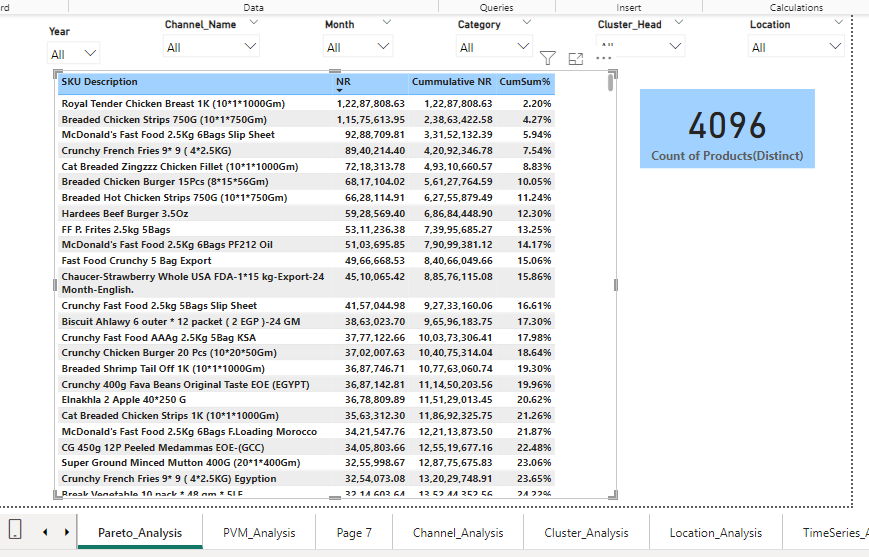 rd Data Queries Insert Calculations
Year Channel_Name Month Category Cluster_Head Location
All All All All All All
SKU Description NR Cummulative NR CumSum%
Royal Tender Chicken Breast 1K (10*1*1000Gm) 1,22,87,808.63 1,22,87,808.63 2.20%
Breaded Chicken Strips 750G (10*1*750Gm) 1,15,75,613.95 2,38,63,422.58 4.27%
McDonald's Fast Food 2.5Kg 6Bags Slip Sheet 92,88,709.81 3,31,52,132.39 5.94%
Crunchy French Fries 9* 9 ( 4*2.5KG) 89,40,214.40 4,20,92,346.78 7.54%
Cat Breaded Zingzzz Chicken Fillet (10*1*1000Gm) 72,18,313.78 4,93,10,660.57 8.83%
Breaded Chicken Burger 15Pcs (8*15*56Gm) 68,17,104.02 5,61,27,764.59 10.05%
Breaded Hot Chicken Strips 750G (10*1*750Gm) 66,28,114.91 6,27,55,879.49 11.24%
Hardees Beef Burger 3.5Oz 59,28,569.40 6,86,84,448.90 12.30%
FF P. Frites 2.5kg 5Bags 53,11,236.38 7,39,95,685.27 13.25%
McDonald's Fast Food 2.5Kg 6Bags PF212 Oil 51,03,695.85 7,90,99,381.12 14.17%
Fast Food Crunchy 5 Bag Export 49,66,668.53 8,40,66,049.66 15.06%
Chaucer-Strawberry Whole USA FDA-1*15 kg-Export-24 45,10,065.42 8,85,76,115.08 15.86%
Month-English.
Crunchy Fast Food 2.5kg 5Bags Slip Sheet 41,57,044.98 9,27,33,160.06 16.61%
Biscuit Ahlawy 6 outer * 12 packet ( 2 EGP )-24 GM 38,63,023.70 9,65,96,183.75 17.30%
Crunchy Fast Food AAAg 2.5Kg 5Bag KSA 37,77,122.66 10,03,73,306.41 17.98%
Crunchy Chicken Burger 20 Pcs (10*20*50Gm) 37,02,007.63 10,40,75,314.04 18.64%
Breaded Shrimp Tail Off 1K (10*1*1000Gm) 36,87,746.71 10,77,63,060.74 19.30%
Crunchy 400g Fava Beans Original Taste EOE (EGYPT) 36,87,142.81 11,14,50,203.56 19.96%
Elnakhla 2 Apple 40*250 G 36,78,809.89 11,51,29,013.45 20.62%
Cat Breaded Chicken Strips 1K (10*1*1000Gm) 35,63,312.30 11,86,92,325.75 21.26%
McDonald's Fast Food 2.5Kg 6Bags F.Loading Morocco 34,21,547.76 12,21,13,873.50 21.87%
CG 450g 12P Peeled Medammas EOE-(GCC) 34,05,803.66 12,55,19,677.16 22.48%
Super Ground Minced Mutton 400G (20*1*400Gm) 32,55,998.67 12,87,75,675.83 23.06%
Crunchy French Fries 9* 9 ( 4*2.5KG) Egyption 32,54,073.08 13,20,29,748.91 23.65%
Break Vegetable 10 pack * 48 gm * 5LE 32,14,603.64 13,52,44,352.56 24.22%
4096
Count of Products(Distinct)
Pareto_Analysis PVM_Analysis Page 7 Channel_Analysis Cluster_Analysis Location_Analysis TimeSeries_A